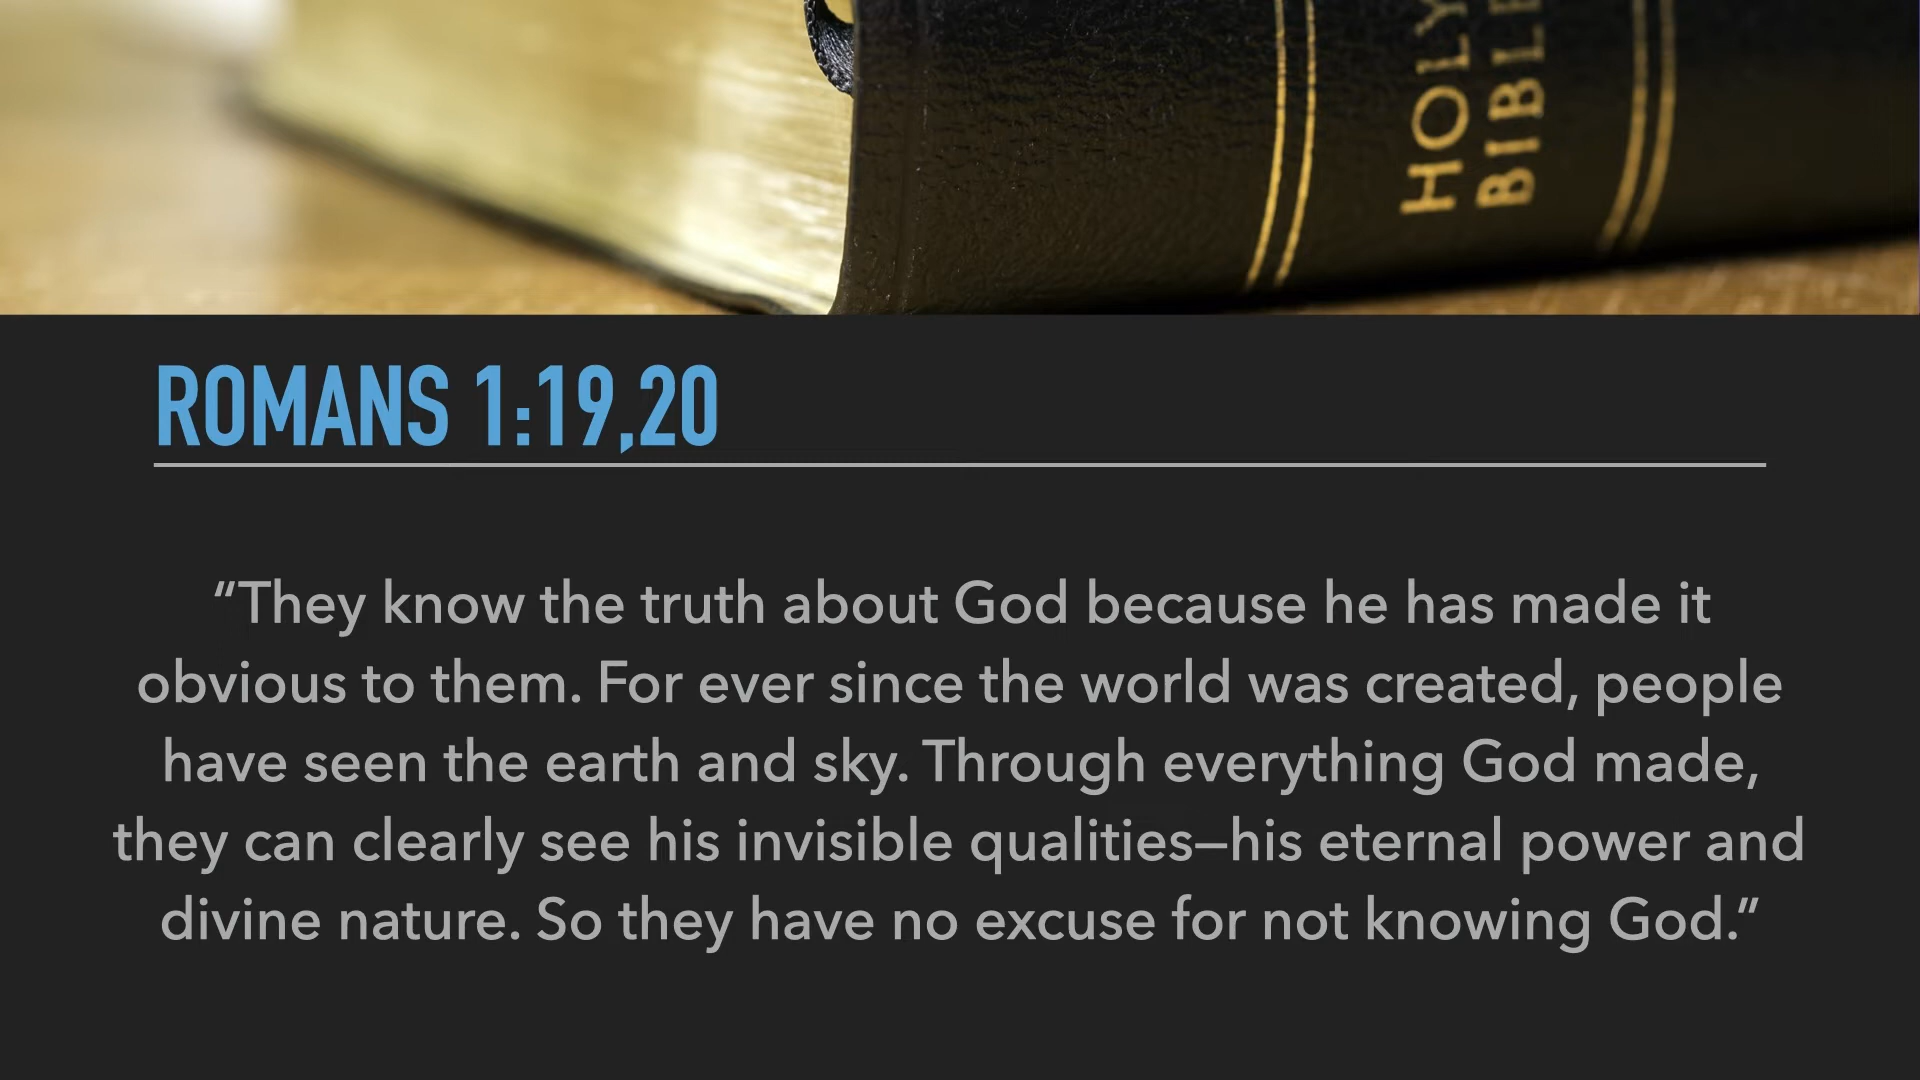 HOLY
BIBLE
ROMANS 1:19,20
“They know the truth about God because he has made it
obvious to them. For ever since the world was created, people
have seen the earth and sky. Through everything God made,
they can clearly see his invisible qualities—his eternal power and
divine nature. So they have no excuse for not knowing God.”